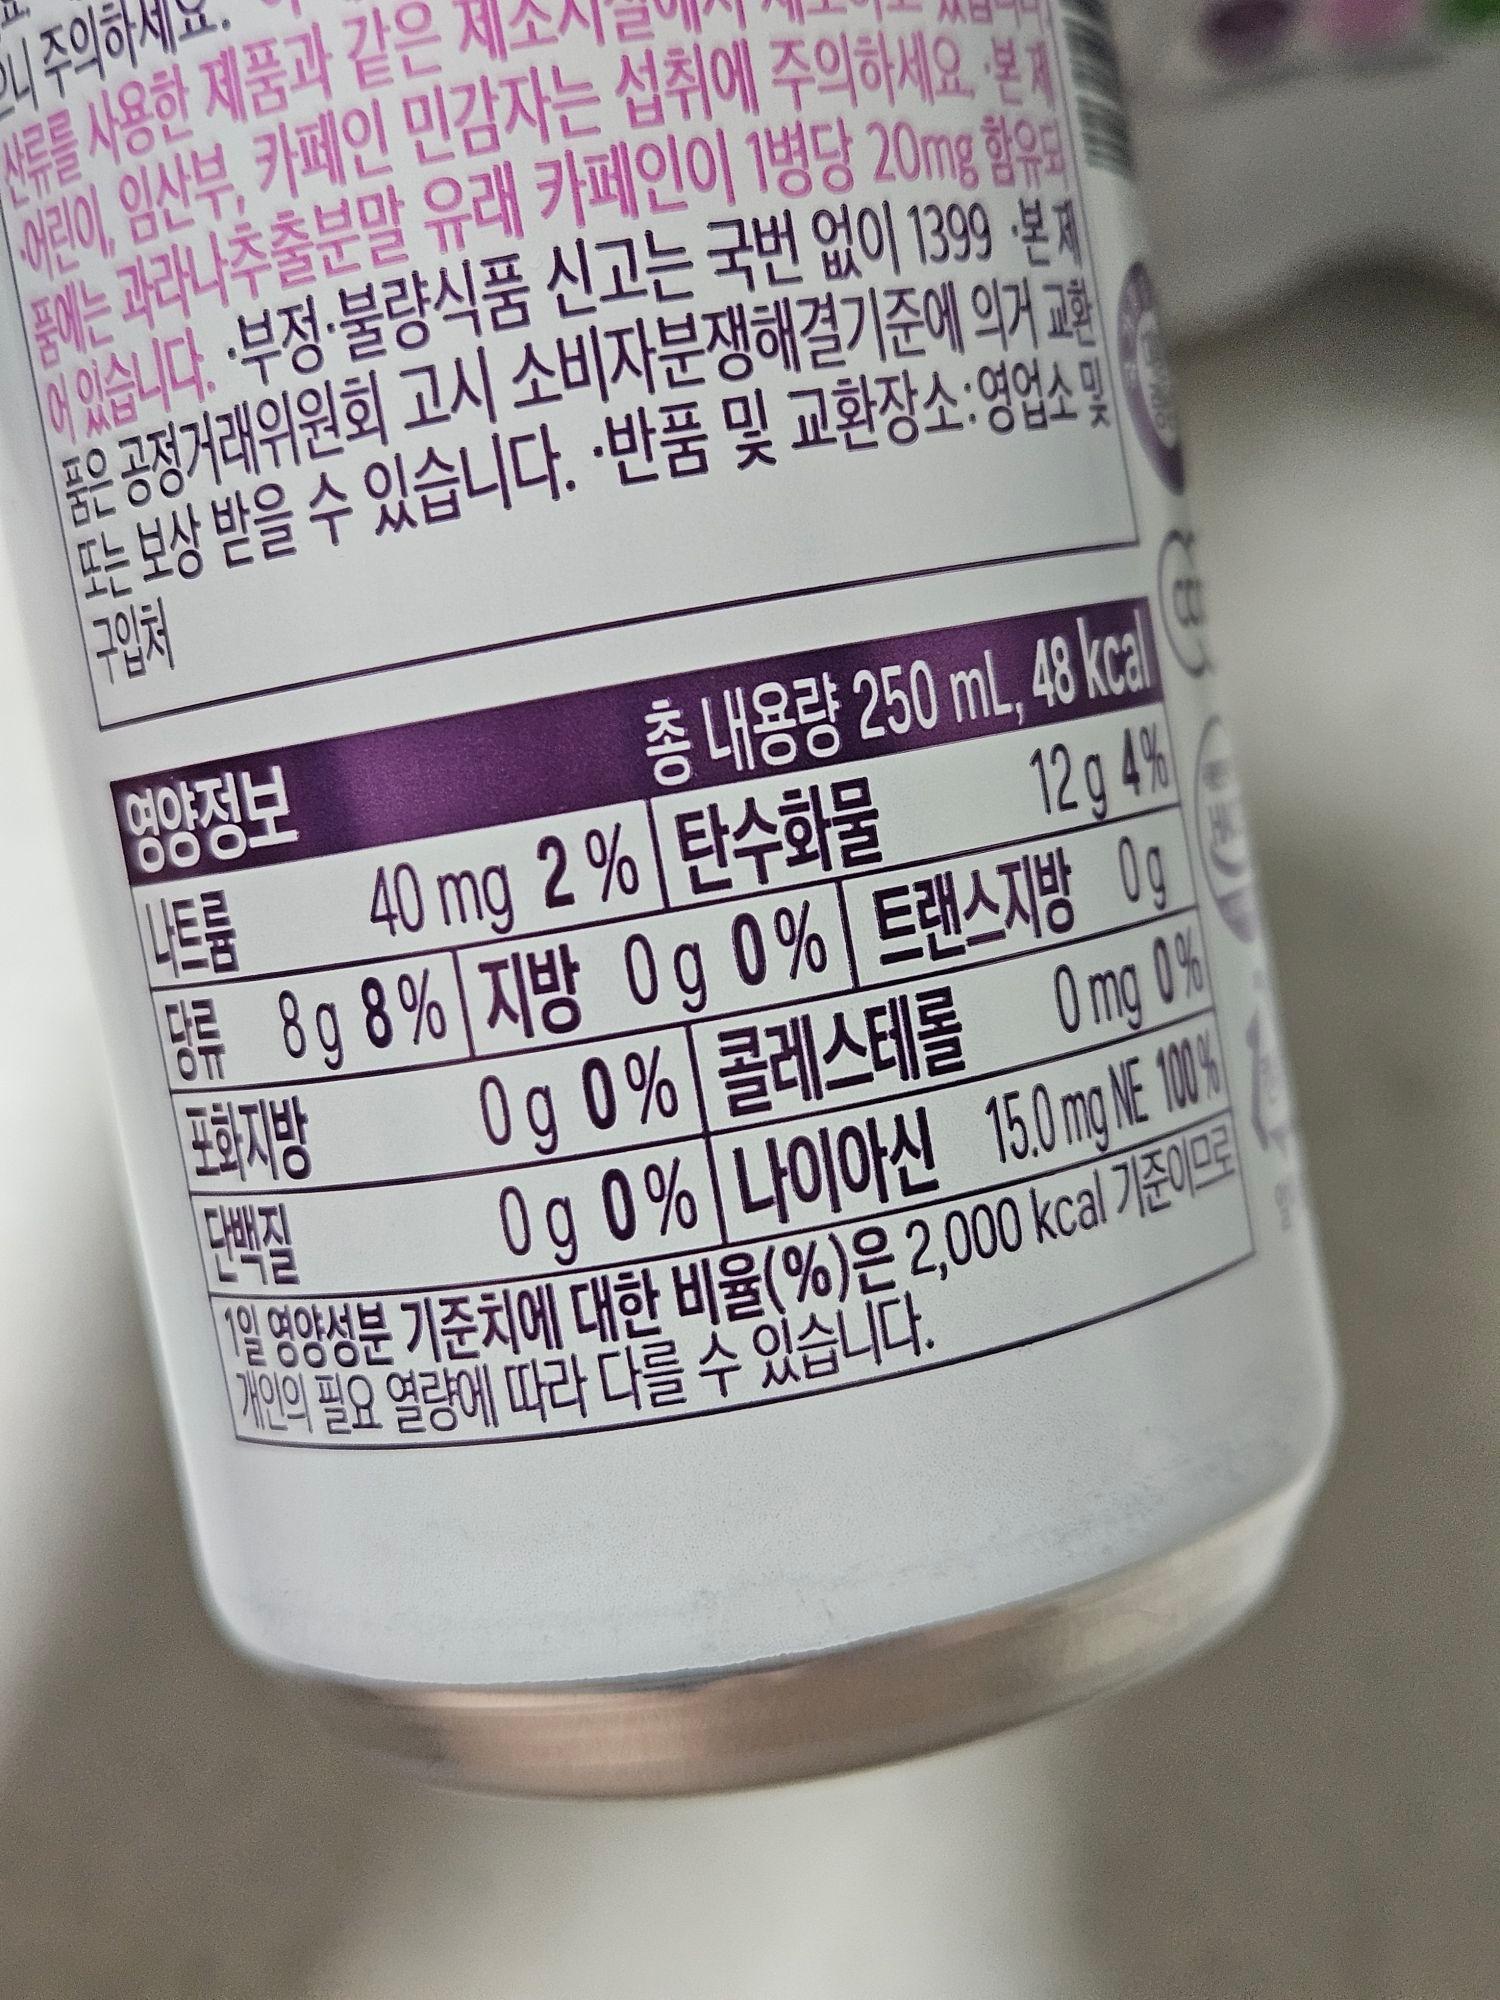 주의하세요.
산류를 사용한 제품과 같은 제조시설에서 제조하고 있습니다.
·어린이, 임산부, 카페인 민감자는 섭취에 주의하세요. ·본 제
품에는 과라나추출분말 유래 카페인이 1병당 20mg 함유되
어 있습니다. ·부정·불량식품 신고는 국번 없이 1399 ·본 제
품은 공정거래위원회 고시 소비자분쟁해결기준에 의거 교환
또는 보상 받을 수 있습니다. ·반품 및 교환장소:영업소 및
구입처
영양정보 총 내용량 250 mL, 48 kcal
나트륨 40 mg 2 % 탄수화물 12 g 4%
당류 8 g 8 % 지방 0 g 0 % 트랜스지방 0 g
포화지방 0 g 0 % 콜레스테롤 0 mg 0 %
단백질 0 g 0 % 나이아신 15.0 mg NE 100 %
1일 영양성분 기준치에 대한 비율(%)은 2,000 kcal 기준이므로
개인의 필요 열량에 따라 다를 수 있습니다.